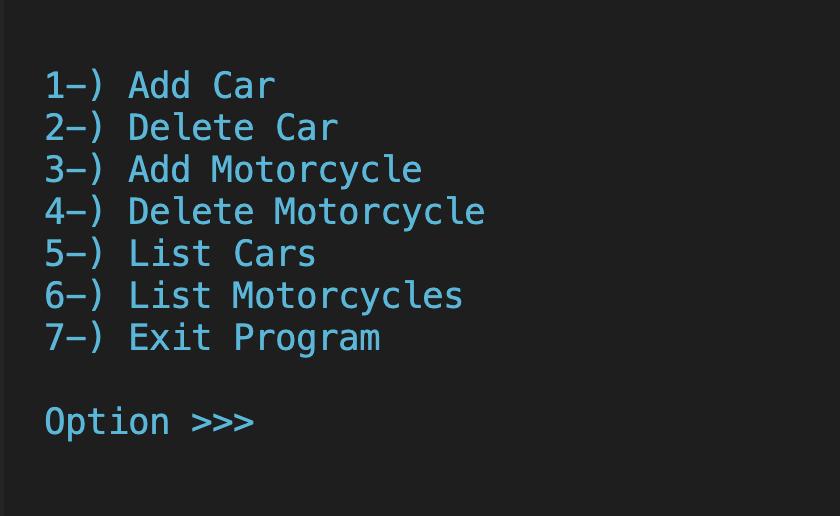 1-) Add Car
2-) Delete Car
3-) Add Motorcycle
4-) Delete Motorcycle
5-) List Cars
6-) List Motorcycles
7-) Exit Program
Option >>>